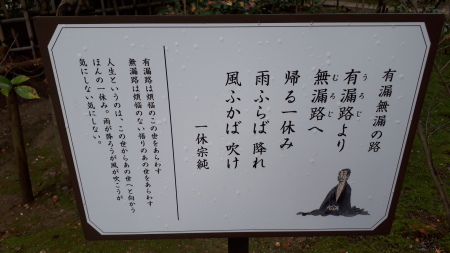 有漏無漏の路
うろじ
有漏路より
むろじ
無漏路へ
帰る一休み
雨ふらば 降れ
風ふかば 吹け
一休宗純
有漏路は煩悩のこの世をあらわす
無漏路は煩悩のない悟りのあの世をあらわす
人生というのは、この世からあの世へと向かう
ほんの一休み。雨が降ろうが風が吹こうが
気にしない気にしない。